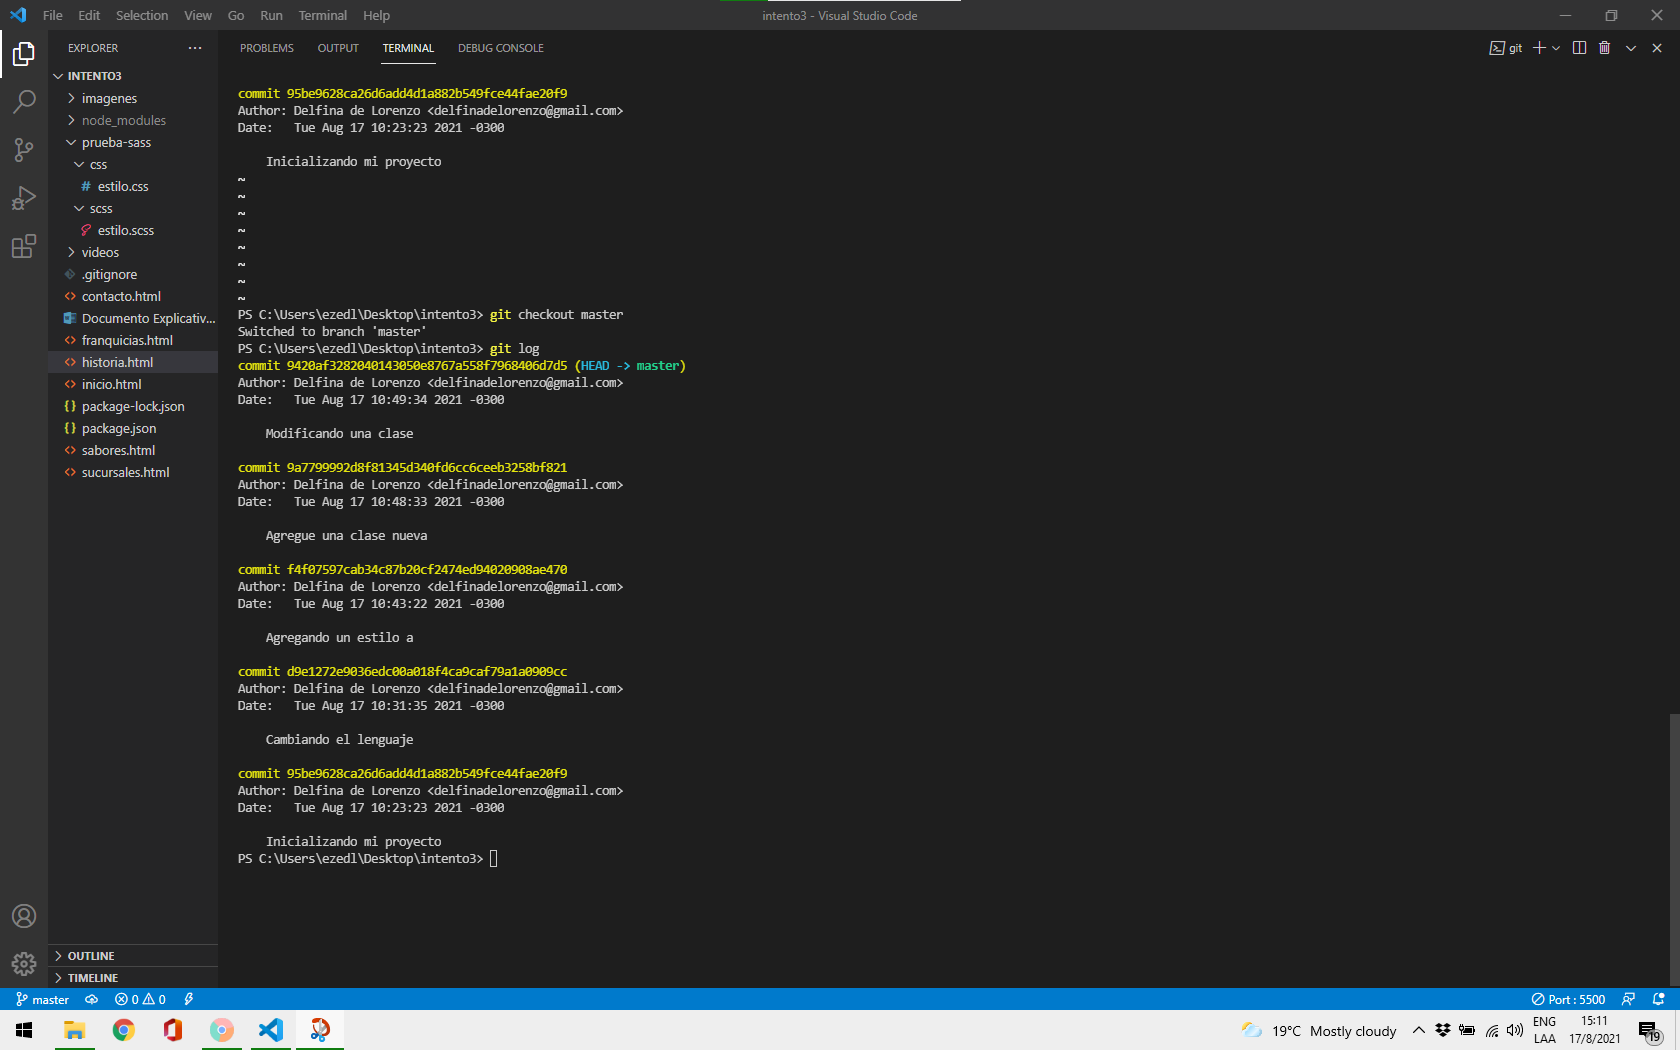 File Edit Selection View Go Run Terminal Help
intento3 - Visual Studio Code
EXPLORER
INTENTO3
imagenes
node_modules
prueba-sass
css
# estilo.css
scss
estilo.scss
videos
.gitignore
<> contacto.html
Documento Explicativ...
<> franquicias.html
<> historia.html
<> inicio.html
{} package-lock.json
{} package.json
<> sabores.html
<> sucursales.html
OUTLINE
TIMELINE
PROBLEMS OUTPUT TERMINAL DEBUG CONSOLE
git
commit 95be9628ca26d6add4d1a882b549fce44fae20f9
Author: Delfina de Lorenzo <delfinadelorenzo@gmail.com>
Date:   Tue Aug 17 10:23:23 2021 -0300
Inicializando mi proyecto
~
~
~
~
~
~
~
~
PS C:\Users\ezedl\Desktop\intento3> git checkout master
Switched to branch 'master'
PS C:\Users\ezedl\Desktop\intento3> git log
commit 9420af3282040143050e8767a558f7968406d7d5 (HEAD -> master)
Author: Delfina de Lorenzo <delfinadelorenzo@gmail.com>
Date:   Tue Aug 17 10:49:34 2021 -0300
Modificando una clase
commit 9a7799992d8f81345d340fd6cc6ceeb3258bf821
Author: Delfina de Lorenzo <delfinadelorenzo@gmail.com>
Date:   Tue Aug 17 10:48:33 2021 -0300
Agregue una clase nueva
commit f4f07597cab34c87b20cf2474ed94020908ae470
Author: Delfina de Lorenzo <delfinadelorenzo@gmail.com>
Date:   Tue Aug 17 10:43:22 2021 -0300
Agregando un estilo a
commit d9e1272e9036edc00a018f4ca9caf79a1a0909cc
Author: Delfina de Lorenzo <delfinadelorenzo@gmail.com>
Date:   Tue Aug 17 10:31:35 2021 -0300
Cambiando el lenguaje
commit 95be9628ca26d6add4d1a882b549fce44fae20f9
Author: Delfina de Lorenzo <delfinadelorenzo@gmail.com>
Date:   Tue Aug 17 10:23:23 2021 -0300
Inicializando mi proyecto
PS C:\Users\ezedl\Desktop\intento3>
master 0 0
Port : 5500
19°C Mostly cloudy
ENG
LAA
15:11
17/8/2021
19